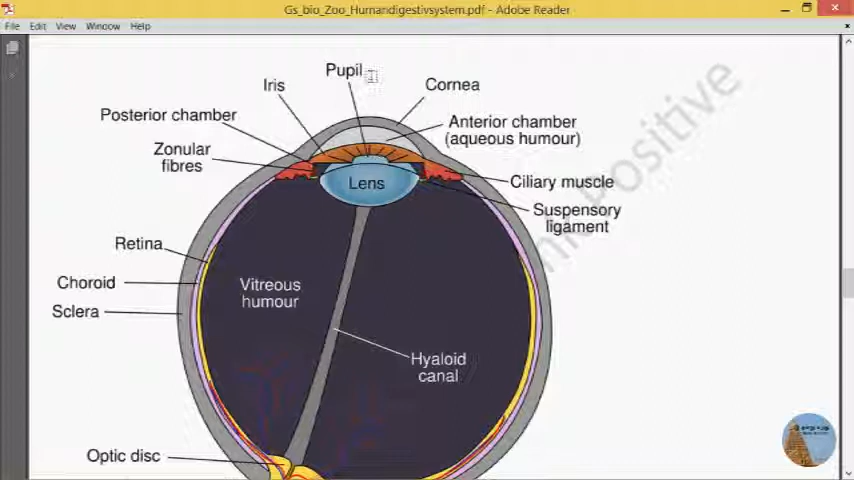 Gs_bio_Zoo_Humandigestivsystem.pdf - Adobe Reader
File Edit View Window Help
Pupil
Iris
Cornea
Posterior chamber
Anterior chamber
(aqueous humour)
Zonular
fibres
Lens
Ciliary muscle
Suspensory
ligament
Retina
Choroid
Vitreous
humour
Sclera
Hyaloid
canal
Optic disc
Positive